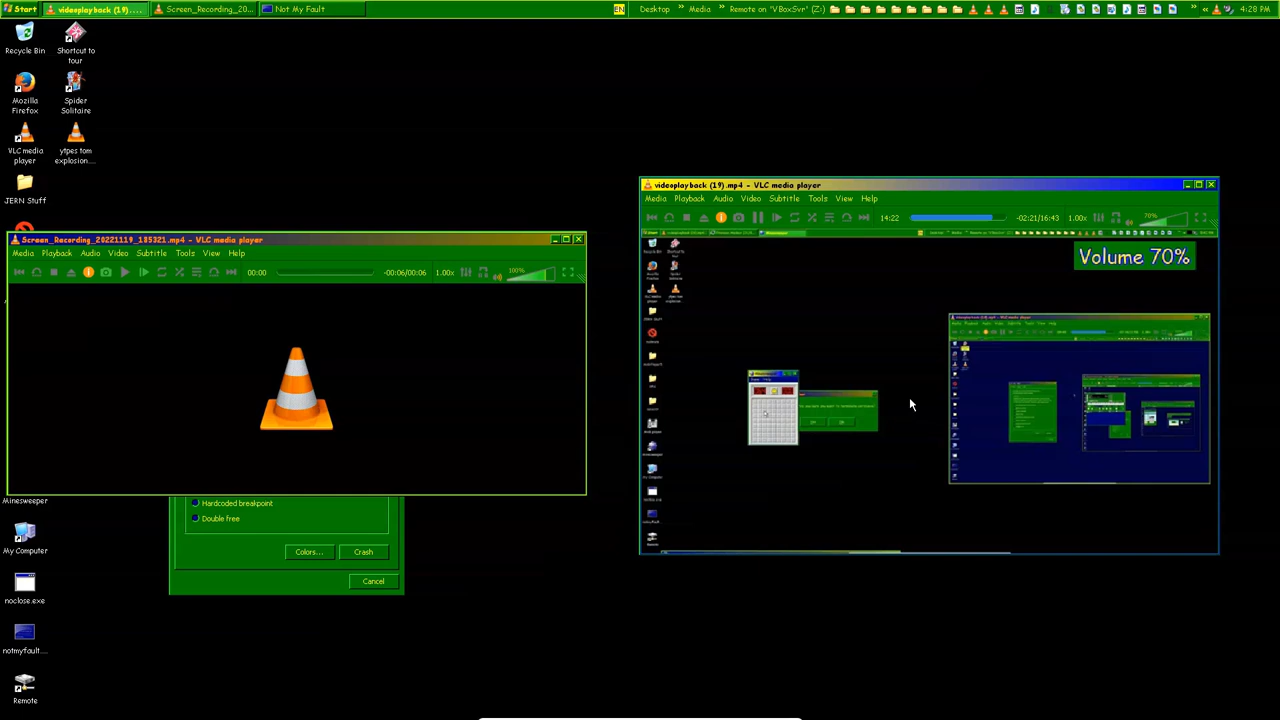 Start
videoplayback (19)....
Screen_Recording_20...
Not My Fault
EN
Desktop
»
Media
»
Remote on 'VBoxSvr' (Z:)
»
«
4:28 PM
Recycle Bin
Shortcut to
tour
Mozilla
Firefox
Spider
Solitaire
VLC media
player
ytpes tom
explosion....
JERN Stuff
Screen_Recording_20221119_185321.mp4 - VLC media player
Media Playback Audio Video Subtitle Tools View Help
00:00
-00:06/00:06
1.00x
100%
Minesweeper
My Computer
noclose.exe
notmyfault....
Remote
Hardcoded breakpoint
Double Free
Colors...
Crash
Cancel
videoplayback (19).mp4 - VLC media player
Media Playback Audio Video Subtitle Tools View Help
14:22
-02:21/16:43
1.00x
70%
Volume 70%